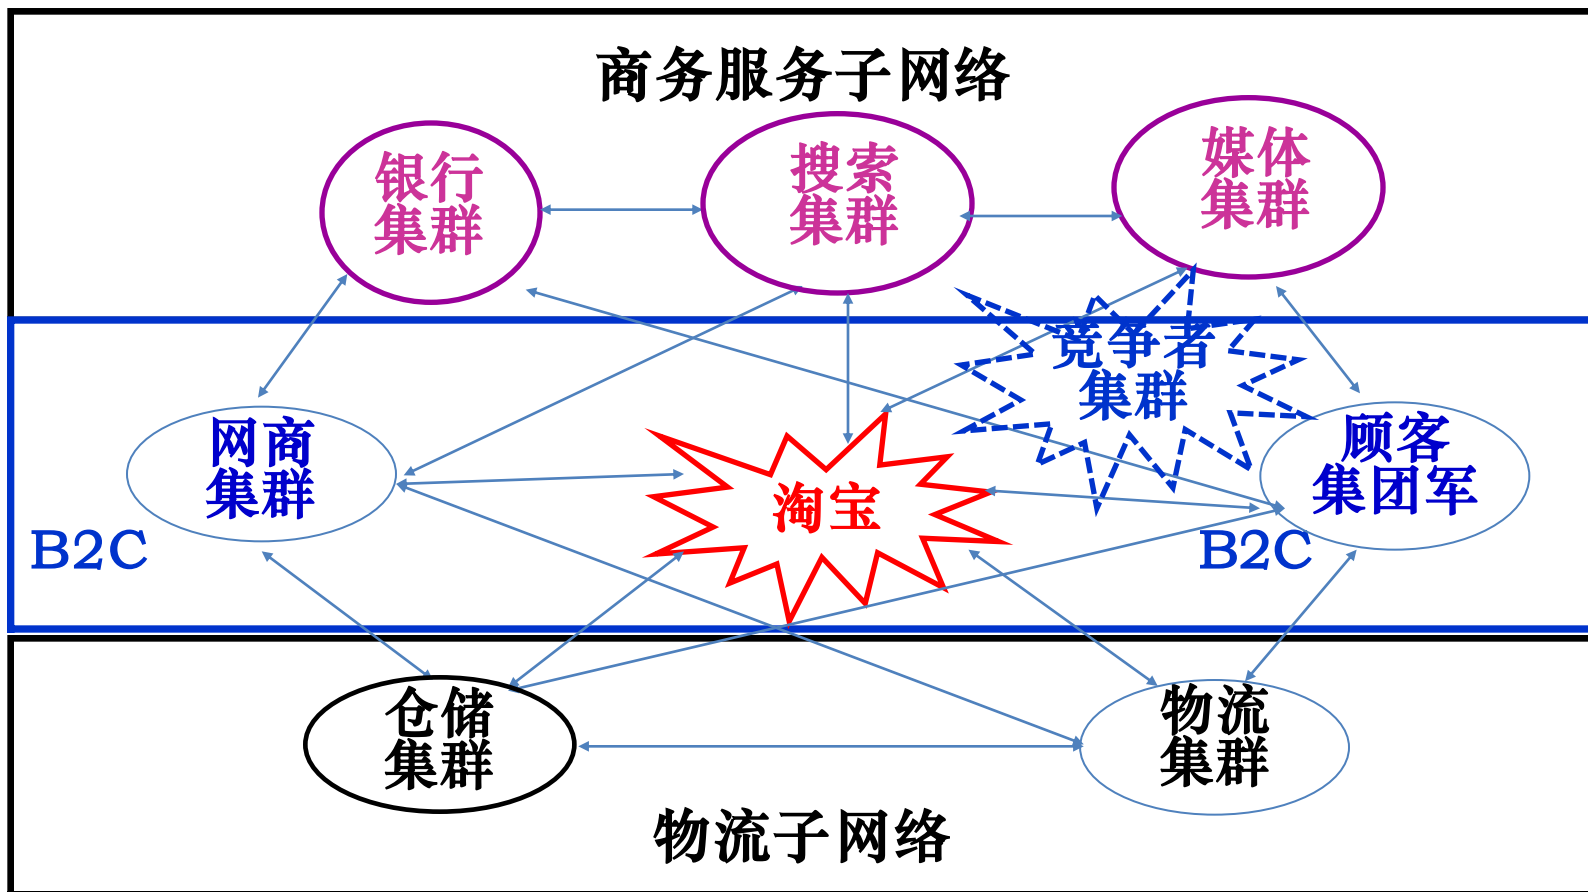 商务服务子网络
银行
集群
搜索
集群
媒体
集群
竞争者
集群
网商
集群
淘宝
顾客
集团军
B2C
B2C
仓储
集群
物流
集群
物流子网络